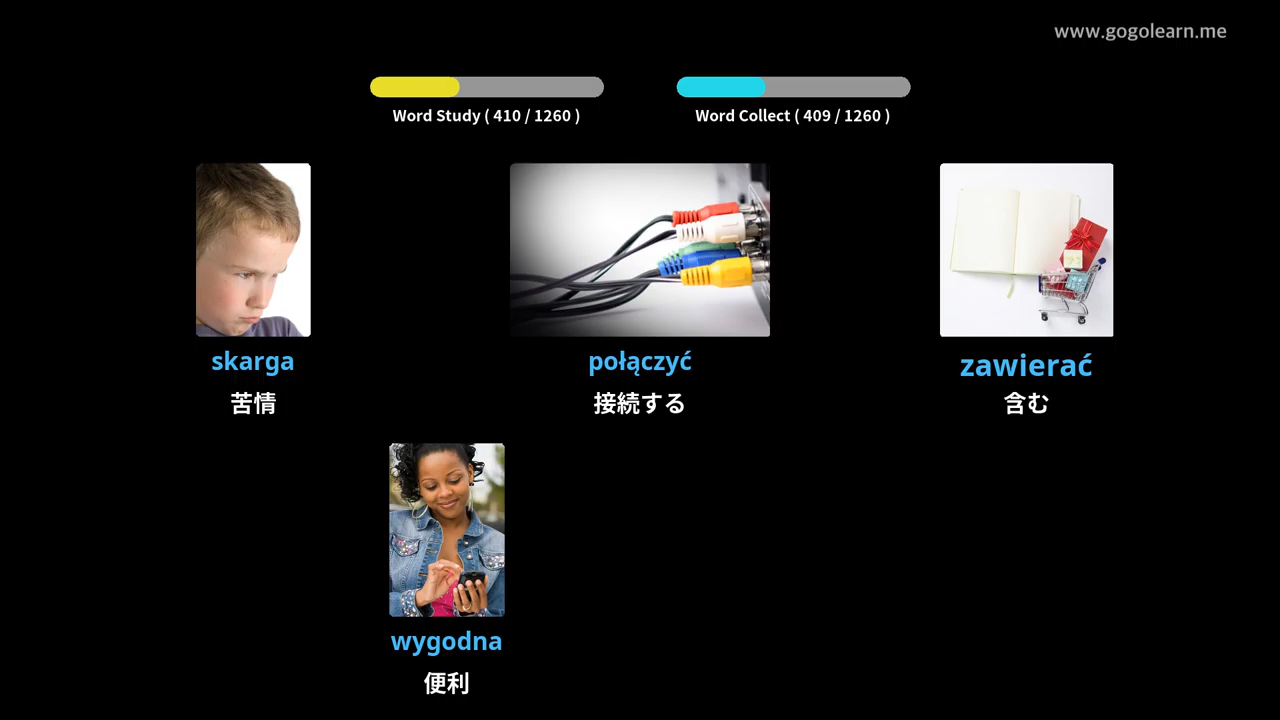 www.gogolearn.me
Word Study ( 410 / 1260 )
Word Collect ( 409 / 1260 )
skarga
苦情
połączyć
接続する
zawierać
含む
wygodna
便利